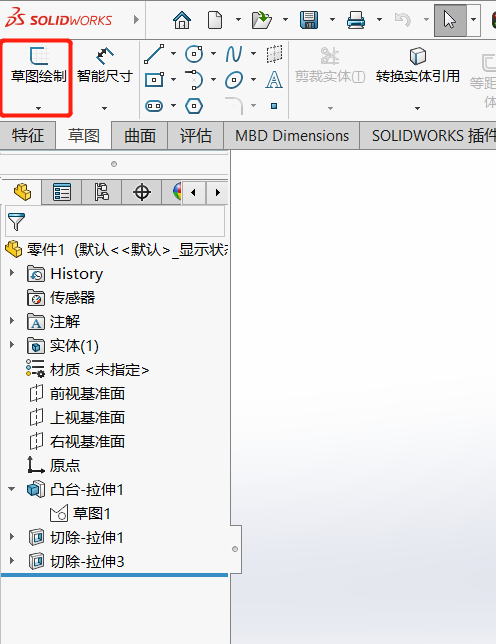 SOLIDWORKS
草图绘制 智能尺寸 剪裁实体(T) 转换实体引用 等距
体
特征 草图 曲面 评估 MBD Dimensions SOLIDWORKS 插件
零件1 (默认<<默认>_显示状态
History
传感器
注解
实体(1)
材质 <未指定>
前视基准面
上视基准面
右视基准面
原点
凸台-拉伸1
草图1
切除-拉伸1
切除-拉伸3